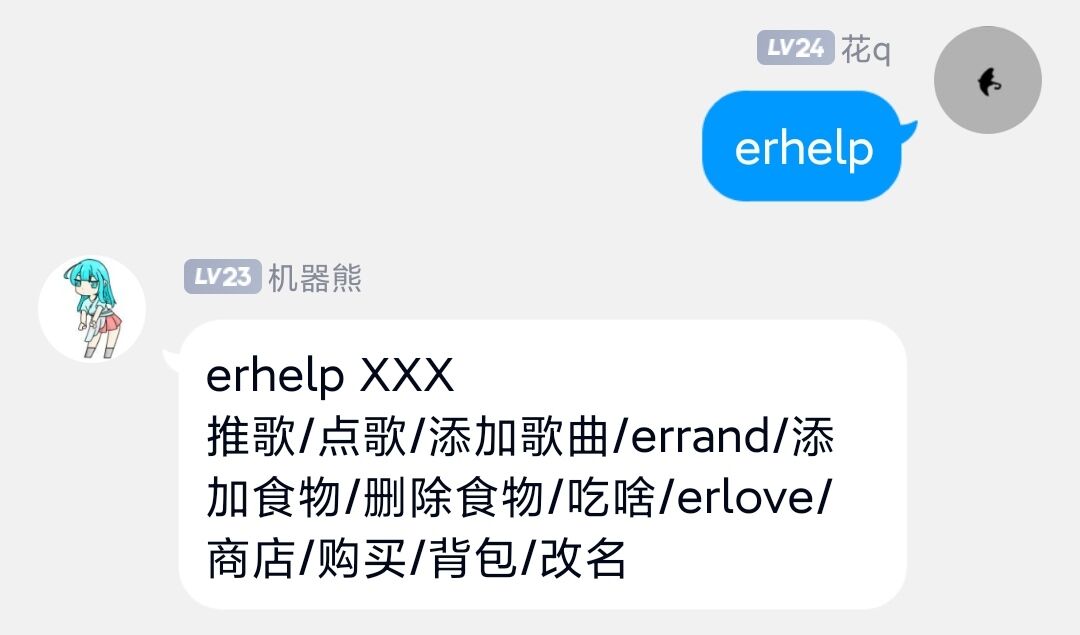 LV24 花q
erhelp
LV23 机器熊
erhelp XXX
推歌/点歌/添加歌曲/errand/添
加食物/删除食物/吃啥/erlove/
商店/购买/背包/改名